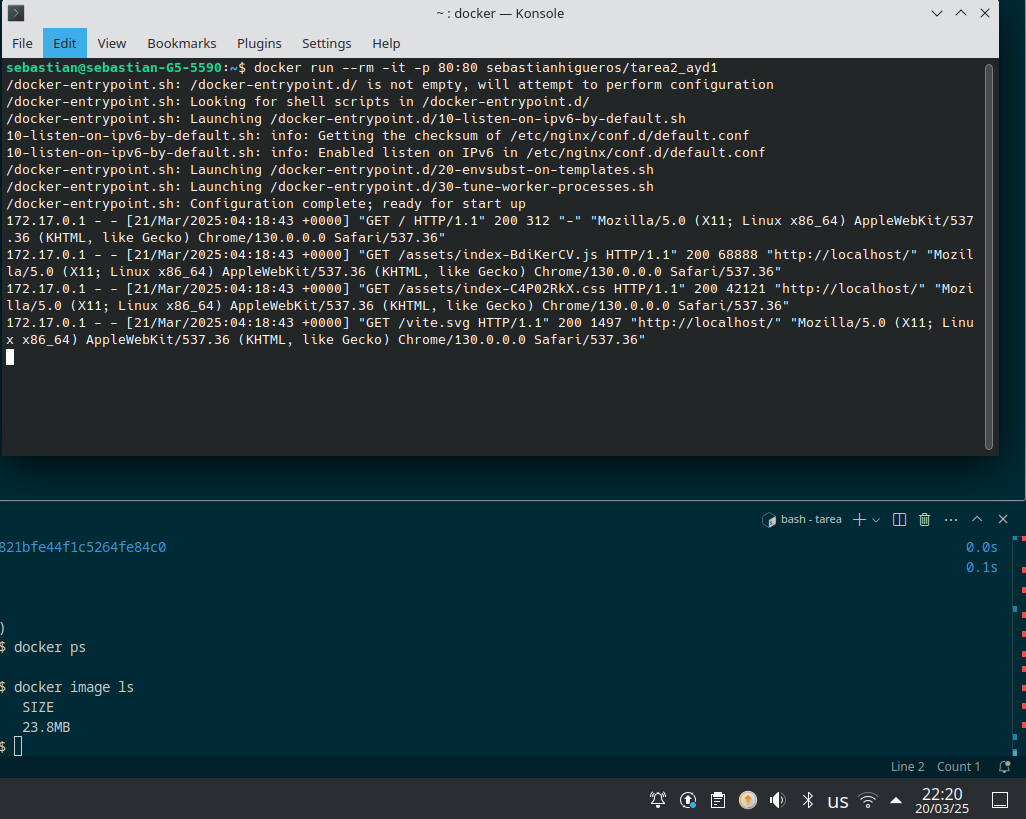 ~ : docker — Konsole
File Edit View Bookmarks Plugins Settings Help
sebastian@sebastian-G5-5590:~$ docker run --rm -it -p 80:80 sebastianhigueros/tarea2_ayd1
/docker-entrypoint.sh: /docker-entrypoint.d/ is not empty, will attempt to perform configuration
/docker-entrypoint.sh: Looking for shell scripts in /docker-entrypoint.d/
/docker-entrypoint.sh: Launching /docker-entrypoint.d/10-listen-on-ipv6-by-default.sh
10-listen-on-ipv6-by-default.sh: info: Getting the checksum of /etc/nginx/conf.d/default.conf
10-listen-on-ipv6-by-default.sh: info: Enabled listen on IPv6 in /etc/nginx/conf.d/default.conf
/docker-entrypoint.sh: Launching /docker-entrypoint.d/20-envsubst-on-templates.sh
/docker-entrypoint.sh: Launching /docker-entrypoint.d/30-tune-worker-processes.sh
/docker-entrypoint.sh: Configuration complete; ready for start up
172.17.0.1 - - [21/Mar/2025:04:18:43 +0000] "GET / HTTP/1.1" 200 312 "-" "Mozilla/5.0 (X11; Linux x86_64) AppleWebKit/537
.36 (KHTML, like Gecko) Chrome/130.0.0.0 Safari/537.36"
172.17.0.1 - - [21/Mar/2025:04:18:43 +0000] "GET /assets/index-BdiKerCV.js HTTP/1.1" 200 68888 "http://localhost/" "Mozil
la/5.0 (X11; Linux x86_64) AppleWebKit/537.36 (KHTML, like Gecko) Chrome/130.0.0.0 Safari/537.36"
172.17.0.1 - - [21/Mar/2025:04:18:43 +0000] "GET /assets/index-C4P02RkX.css HTTP/1.1" 200 42121 "http://localhost/" "Mozi
lla/5.0 (X11; Linux x86_64) AppleWebKit/537.36 (KHTML, like Gecko) Chrome/130.0.0.0 Safari/537.36"
172.17.0.1 - - [21/Mar/2025:04:18:43 +0000] "GET /vite.svg HTTP/1.1" 200 1497 "http://localhost/" "Mozilla/5.0 (X11; Linu
x x86_64) AppleWebKit/537.36 (KHTML, like Gecko) Chrome/130.0.0.0 Safari/537.36"
bash - tarea
821bfe44f1c5264fe84c0 0.0s
0.1s
)
$ docker ps
$ docker image ls
SIZE
23.8MB
$
Line 2 Count 1
us
22:20
20/03/25